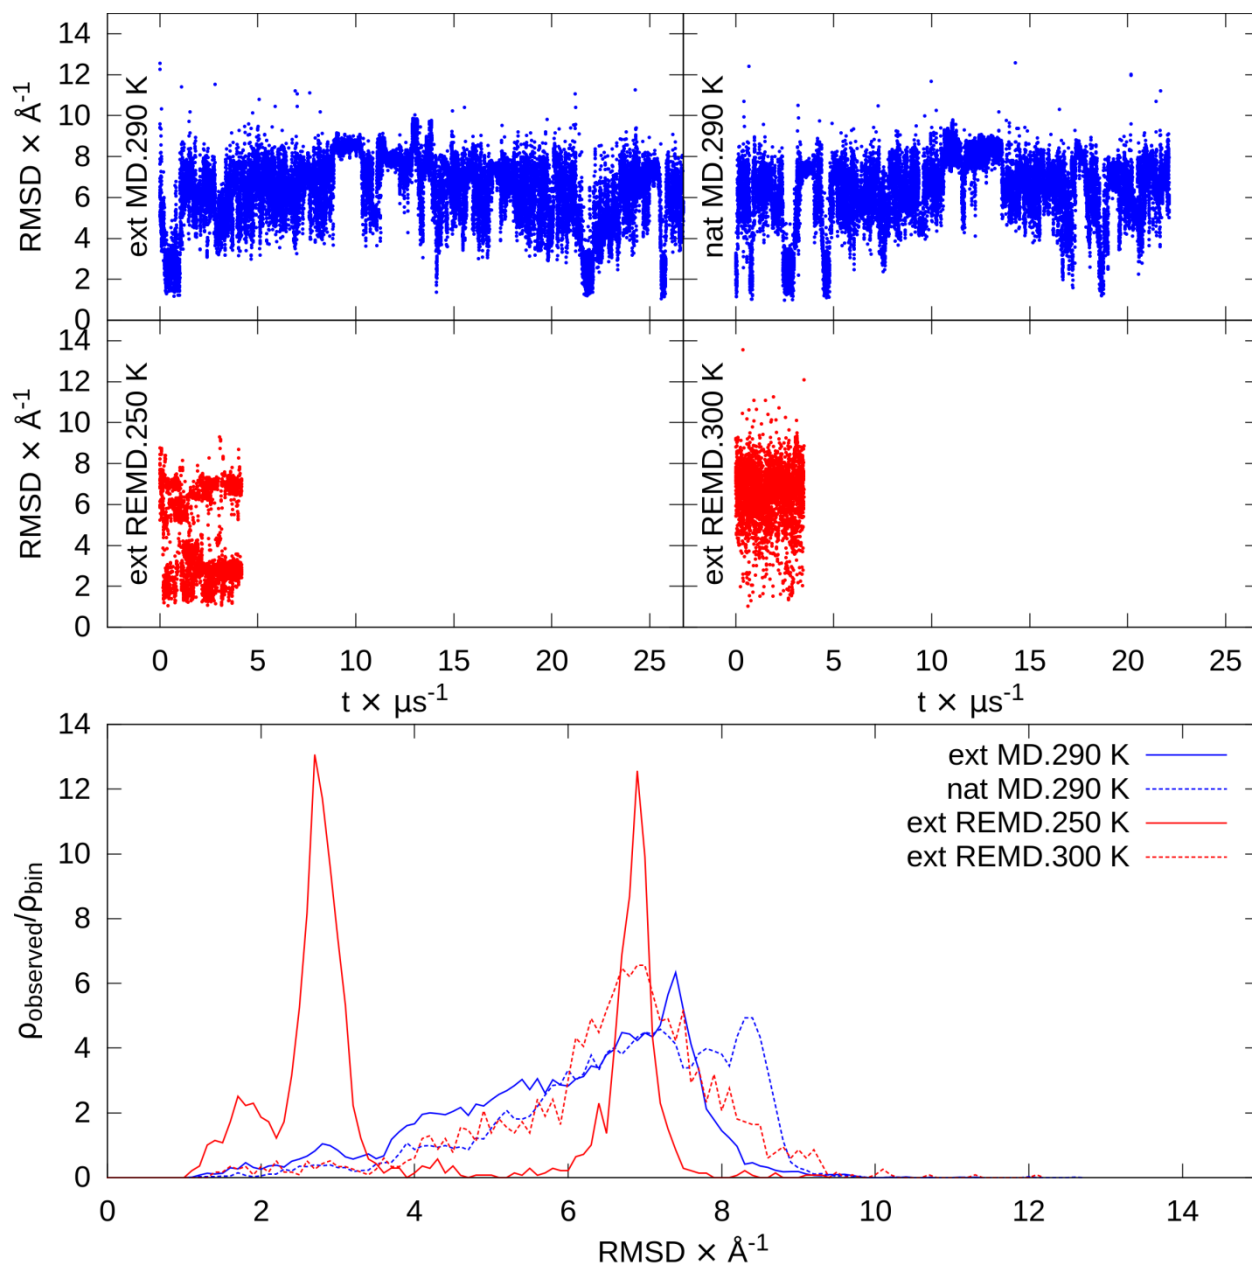 14
12
10
8
6
4
2
0
RMSD × Å⁻¹
ext MD.290 K
nat MD.290 K
14
12
10
8
6
4
2
0
RMSD × Å⁻¹
ext REMD.250 K
ext REMD.300 K
0 5 10 15 20 25
0 5 10 15 20 25
t × μs⁻¹
t × μs⁻¹
14
12
10
8
6
4
2
0
ρobserved/ρbin
ext MD.290 K
nat MD.290 K
ext REMD.250 K
ext REMD.300 K
0 2 4 6 8 10 12 14
RMSD × Å⁻¹